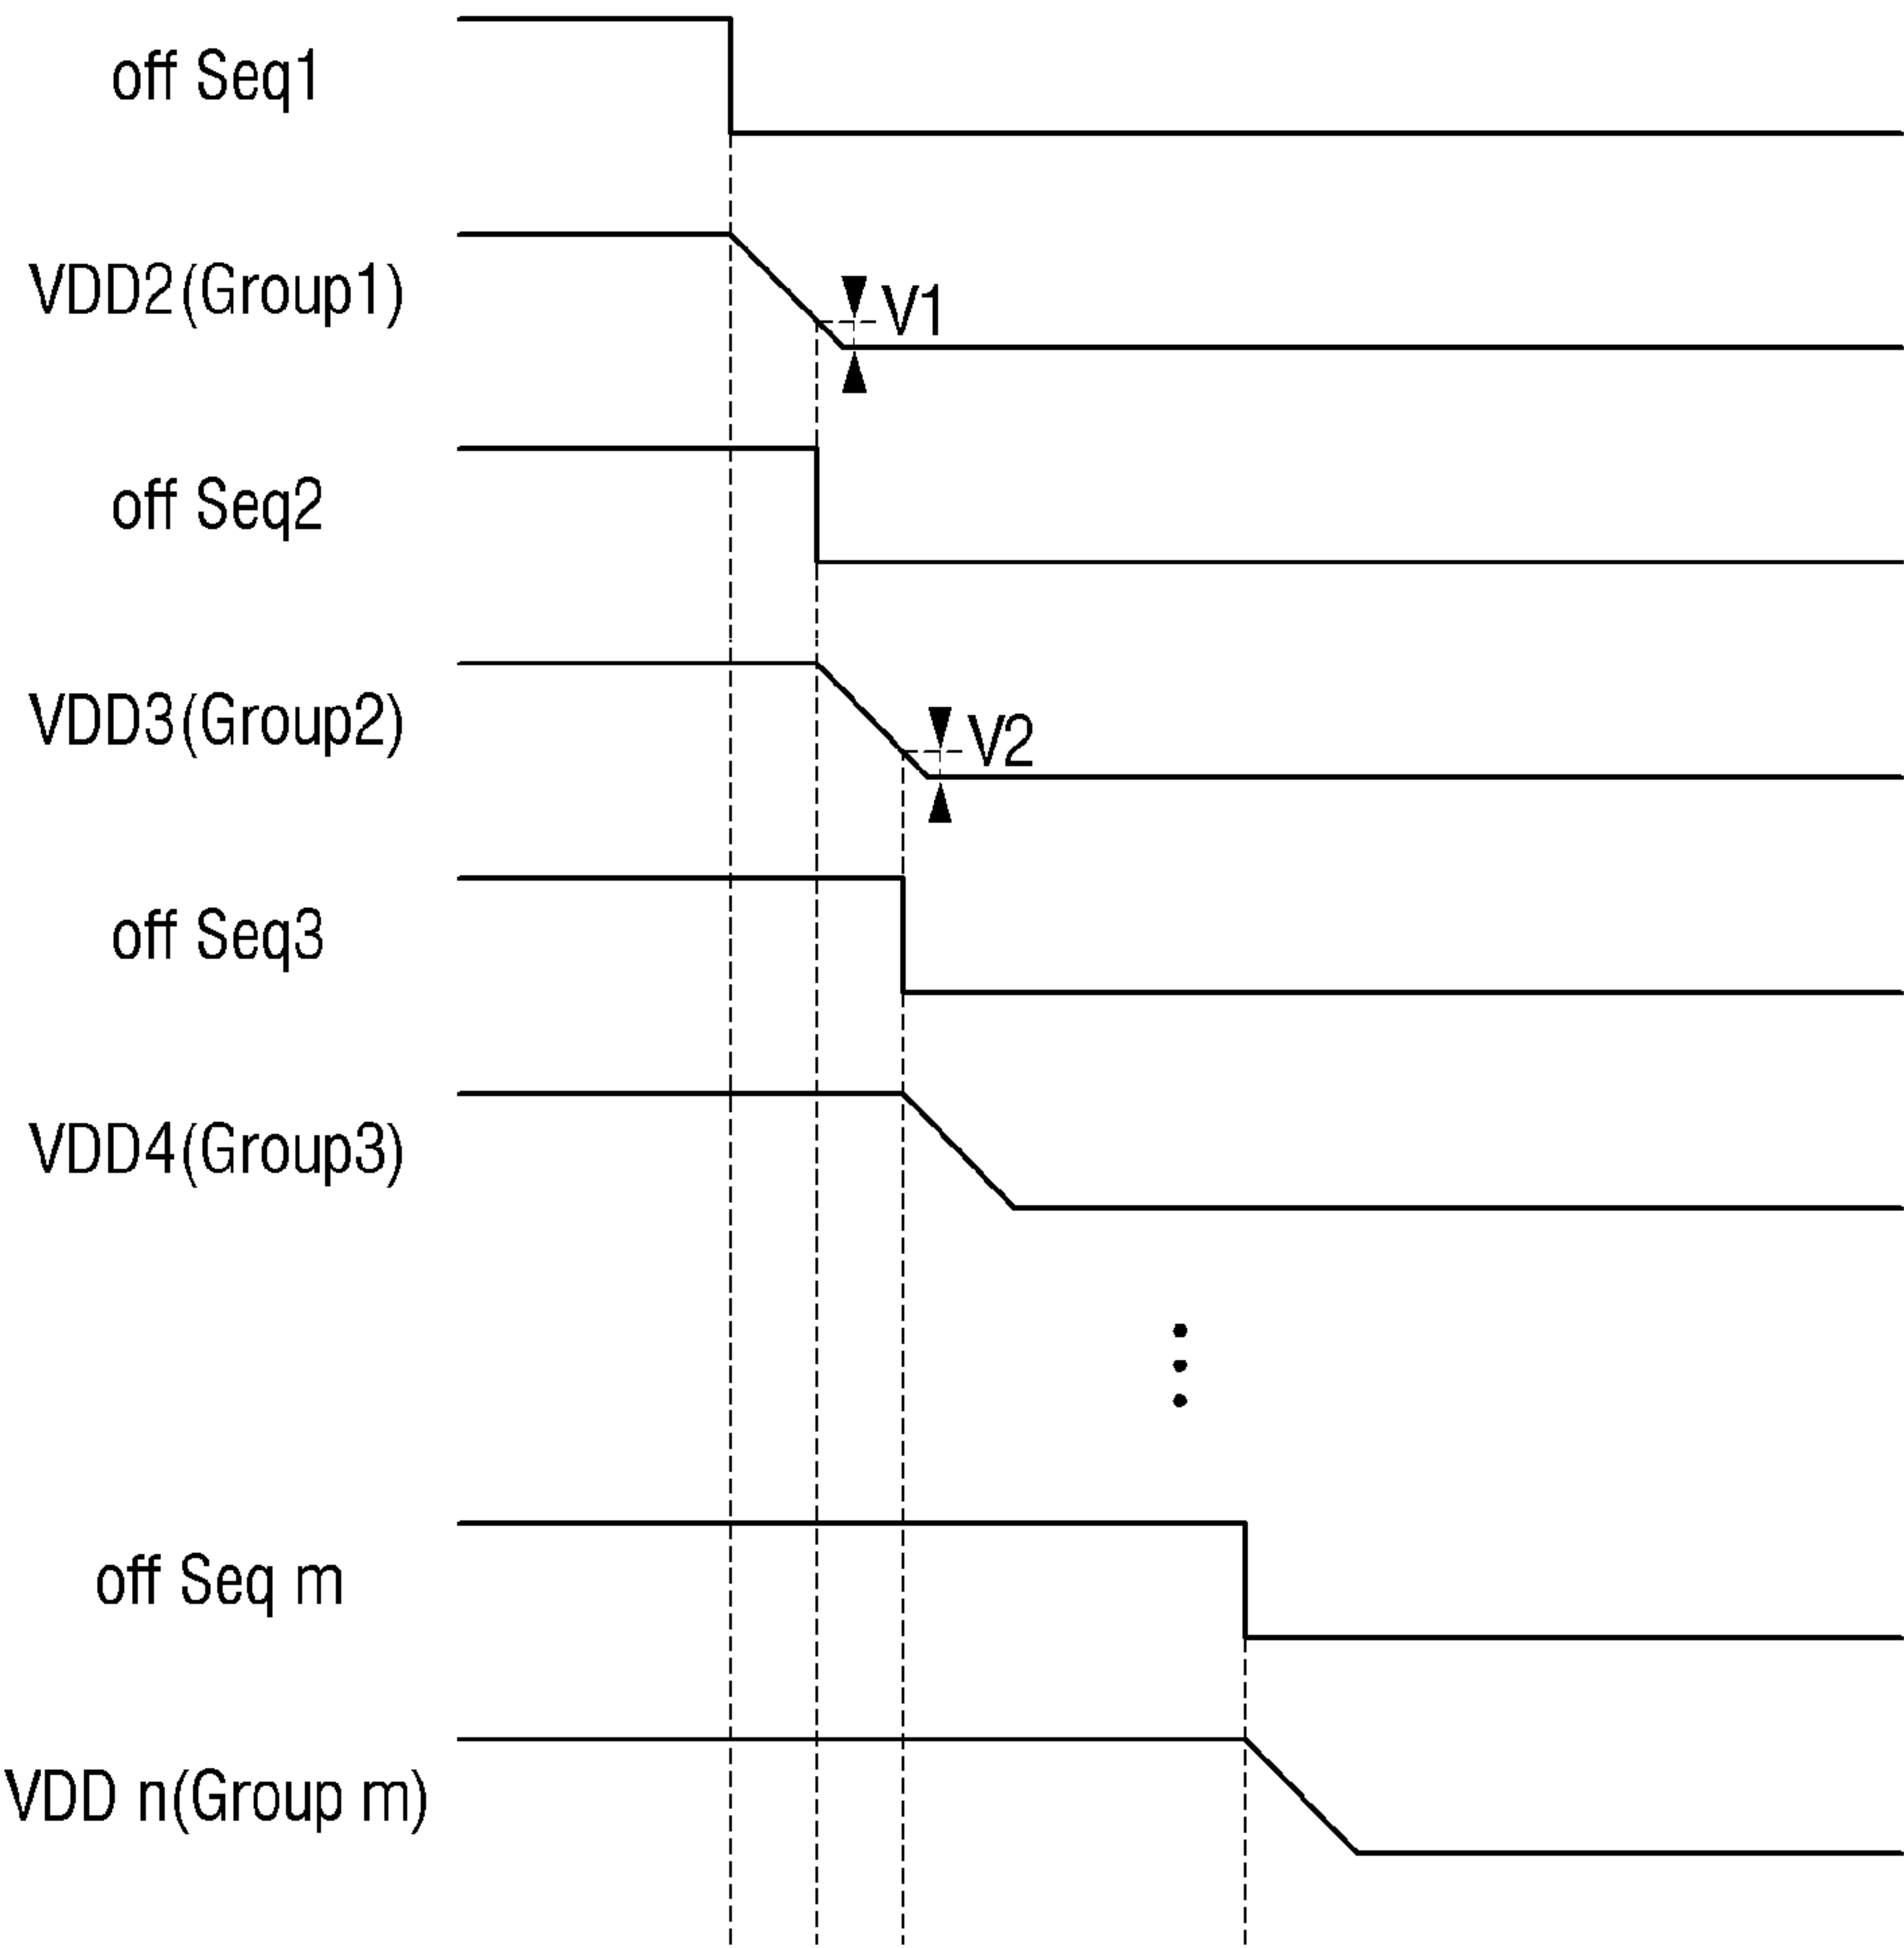 off Seq1
VDD2(Group1)
V1
off Seq2
VDD3(Group2)
V2
off Seq3
VDD4(Group3)
off Seq m
VDD n(Group m)